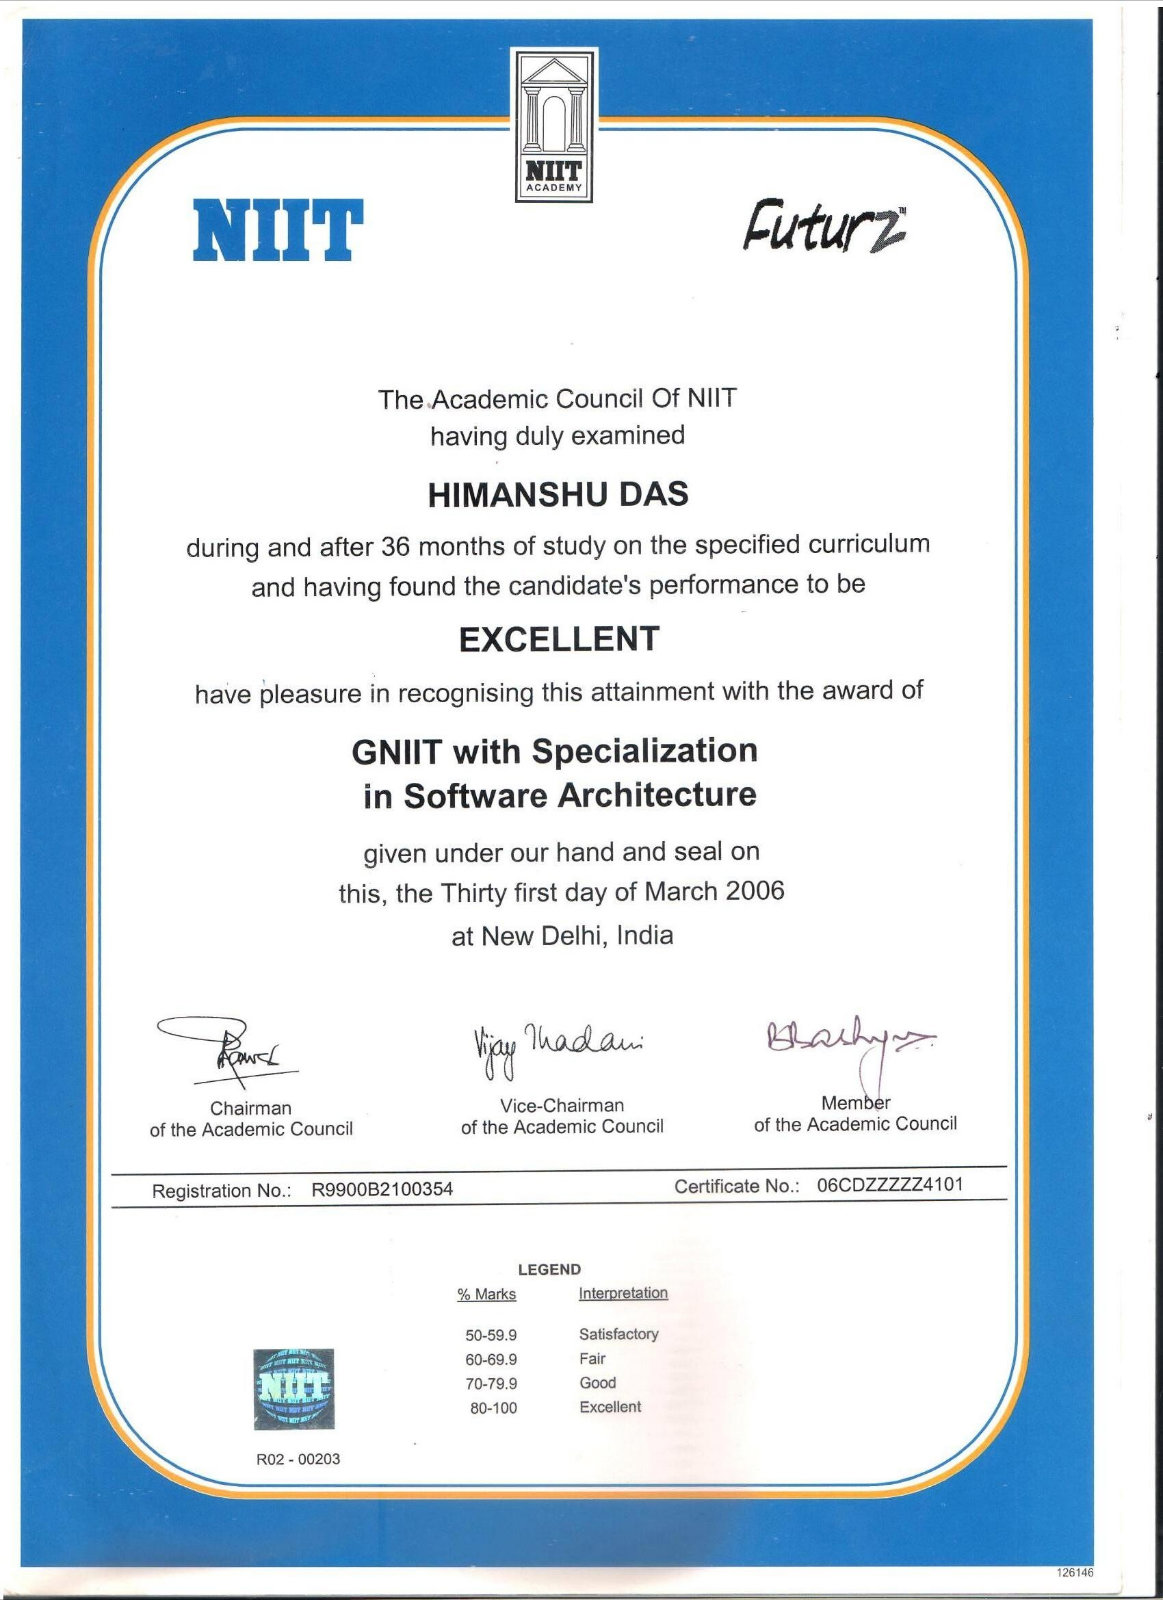 NIIT
ACADEMY
NIIT
Futurz™
The Academic Council Of NIIT
having duly examined
HIMANSHU DAS
during and after 36 months of study on the specified curriculum
and having found the candidate's performance to be
EXCELLENT
have pleasure in recognising this attainment with the award of
GNIIT with Specialization
in Software Architecture
given under our hand and seal on
this, the Thirty first day of March 2006
at New Delhi, India
Vijay Thadani
Chairman
of the Academic Council
Vice-Chairman
of the Academic Council
Member
of the Academic Council
Registration No.: R9900B2100354
Certificate No.: 06CDZZZZZ4101
LEGEND
% Marks Interpretation
50-59.9 Satisfactory
60-69.9 Fair
70-79.9 Good
80-100 Excellent
NIIT
R02 - 00203
126146